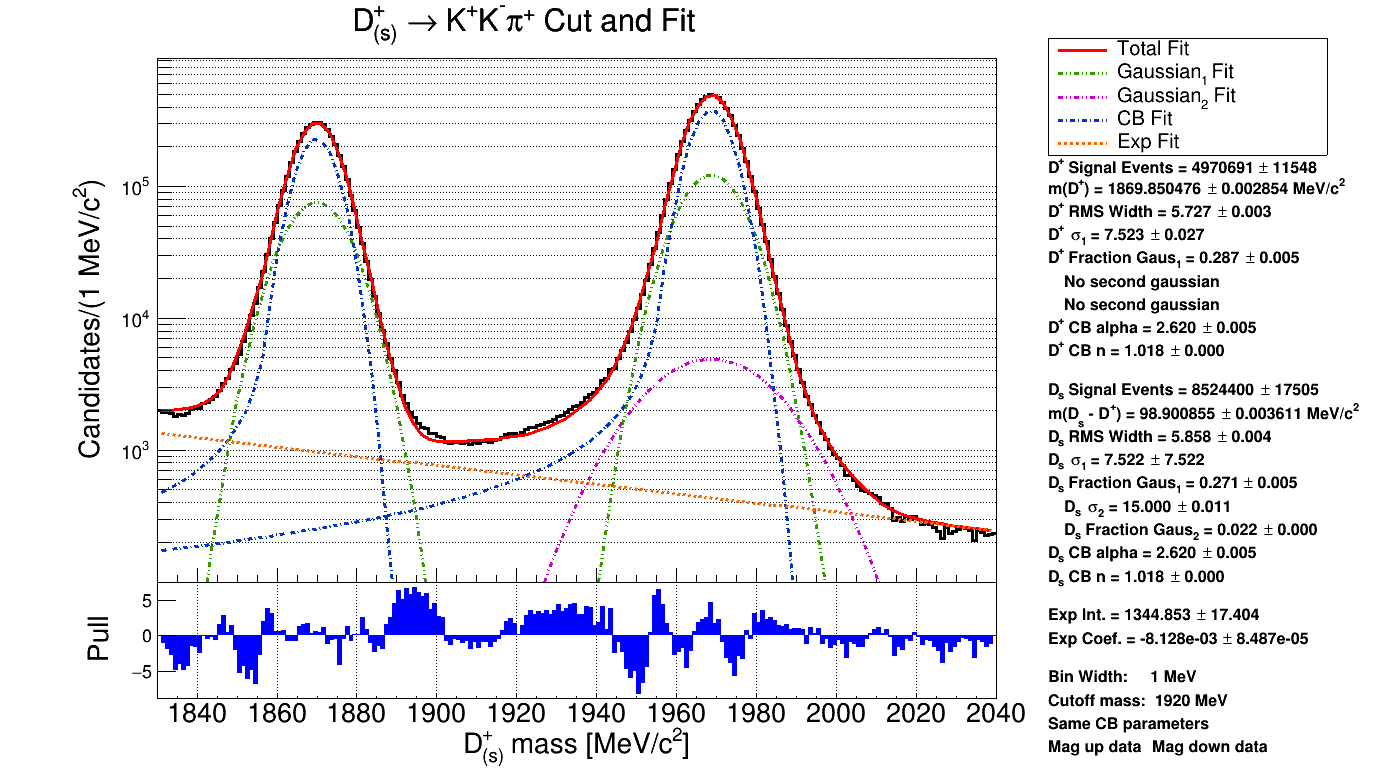 D⁺₍ₛ₎ → K⁺K⁻π⁺ Cut and Fit
Candidates/(1 MeV/c²)
10⁵
10⁴
10³
Total Fit
Gaussian₁ Fit
Gaussian₂ Fit
CB Fit
Exp Fit
D⁺ Signal Events = 4970691 ± 11548
m(D⁺) = 1869.850476 ± 0.002854 MeV/c²
D⁺ RMS Width = 5.727 ± 0.003
D⁺ σ₁ = 7.523 ± 0.027
D⁺ Fraction Gaus₁ = 0.287 ± 0.005
No second gaussian
No second gaussian
D⁺ CB alpha = 2.620 ± 0.005
D⁺ CB n = 1.018 ± 0.000
Dₛ Signal Events = 8524400 ± 17505
m(Dₛ - D⁺) = 98.900855 ± 0.003611 MeV/c²
Dₛ RMS Width = 5.858 ± 0.004
Dₛ σ₁ = 7.522 ± 7.522
Dₛ Fraction Gaus₁ = 0.271 ± 0.005
Dₛ σ₂ = 15.000 ± 0.011
Dₛ Fraction Gaus₂ = 0.022 ± 0.000
Dₛ CB alpha = 2.620 ± 0.005
Dₛ CB n = 1.018 ± 0.000
Exp Int. = 1344.853 ± 17.404
Exp Coef. = -8.128e-03 ± 8.487e-05
Bin Width: 1 MeV
Cutoff mass: 1920 MeV
Same CB parameters
Mag up data Mag down data
Pull
5
0
−5
1840 1860 1880 1900 1920 1940 1960 1980 2000 2020 2040
D⁺₍ₛ₎ mass [MeV/c²]